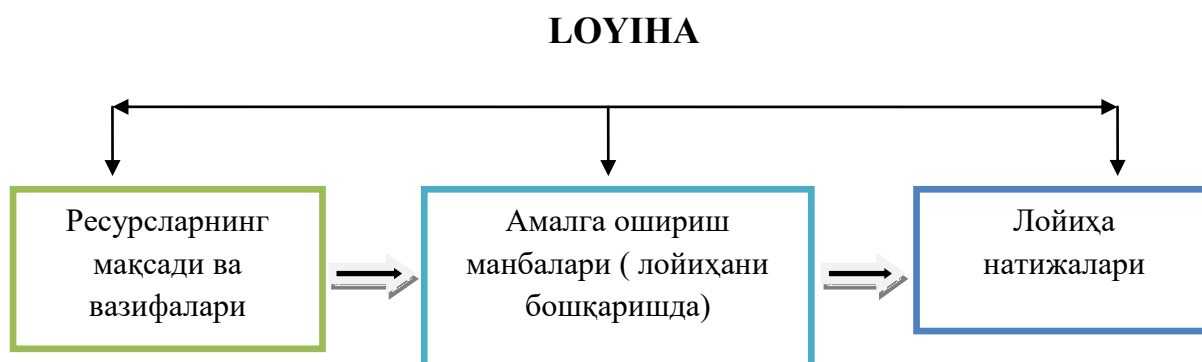 LOYIHA
Ресурсларнинг
мақсади ва
вазифалари
Амалга ошириш
манбалари ( лойиҳани
бошқаришда)
Лойиҳа
натижалари